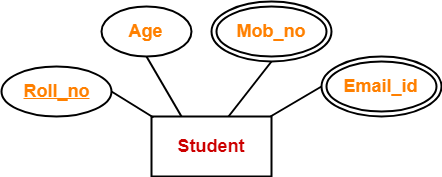 Age
Mob_no
Roll_no
Email_id
Student